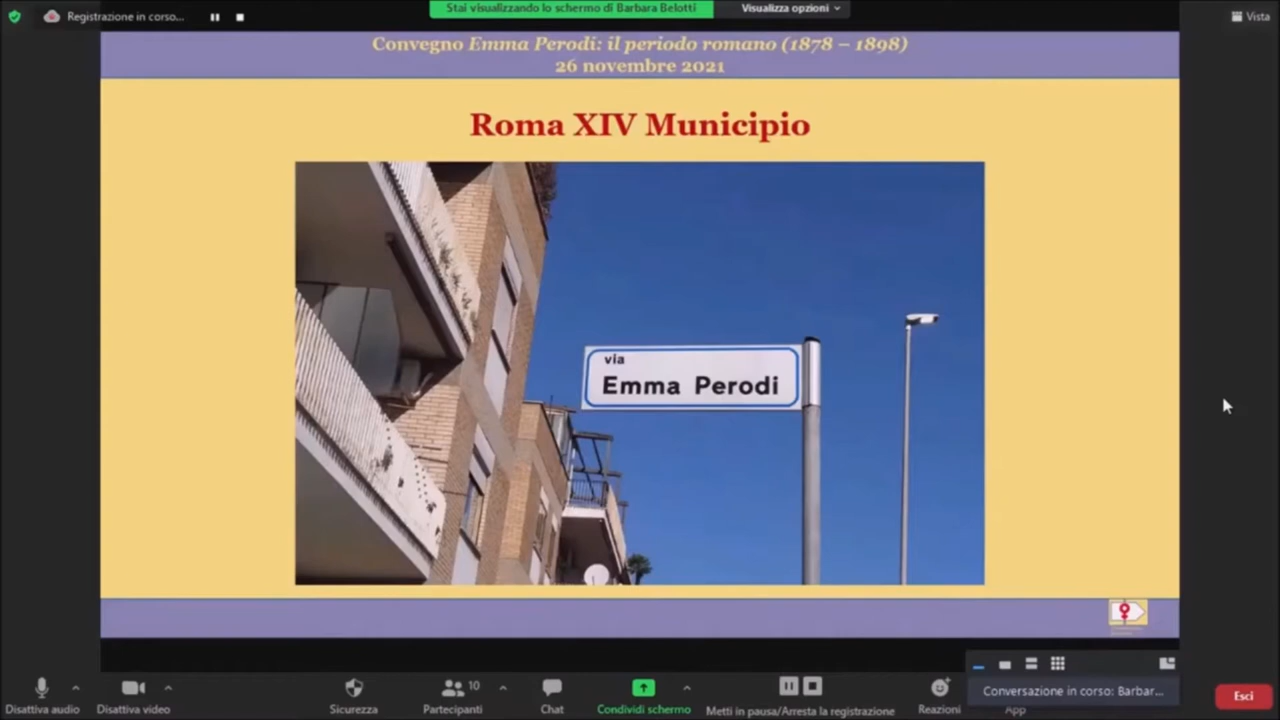 Registrazione in corso...
Stai visualizzando lo schermo di Barbara Belotti
Visualizza opzioni
Vista
Convegno Emma Perodi: il periodo romano (1878 – 1898)
26 novembre 2021
Roma XIV Municipio
via
Emma Perodi
Conversazione in corso: Barbar...
Disattiva audio
Disattiva video
Sicurezza
Partecipanti
10
Chat
Condividi schermo
Metti in pausa/Arresta la registrazione
Reazioni
App
Esci